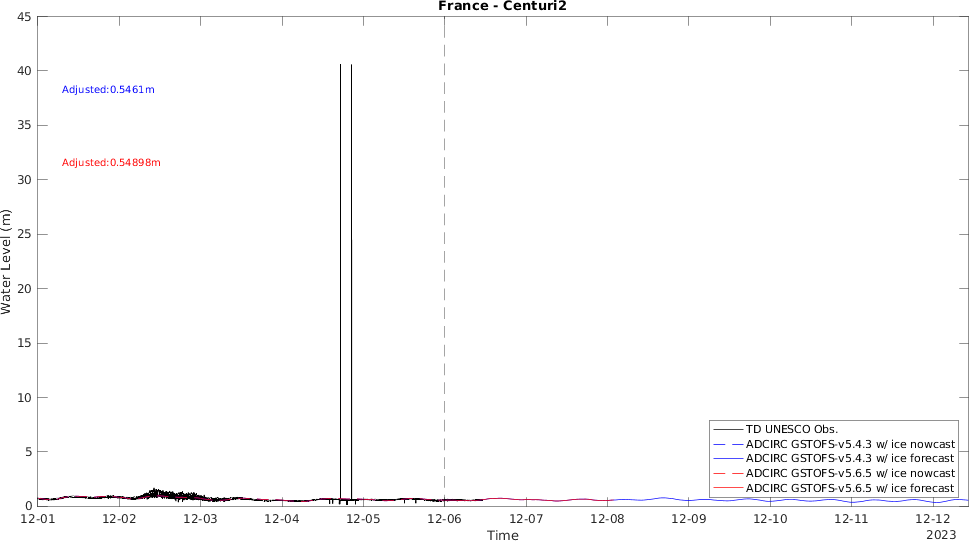 France - Centuri2
45
40
35
30
25
20
15
10
5
0
Water Level (m)
Adjusted:0.5461m
Adjusted:0.54898m
TD UNESCO Obs.
ADCIRC GSTOFS-v5.4.3 w/ ice nowcast
ADCIRC GSTOFS-v5.4.3 w/ ice forecast
ADCIRC GSTOFS-v5.6.5 w/ ice nowcast
ADCIRC GSTOFS-v5.6.5 w/ ice forecast
12-01 12-02 12-03 12-04 12-05 12-06 12-07 12-08 12-09 12-10 12-11 12-12
2023
Time